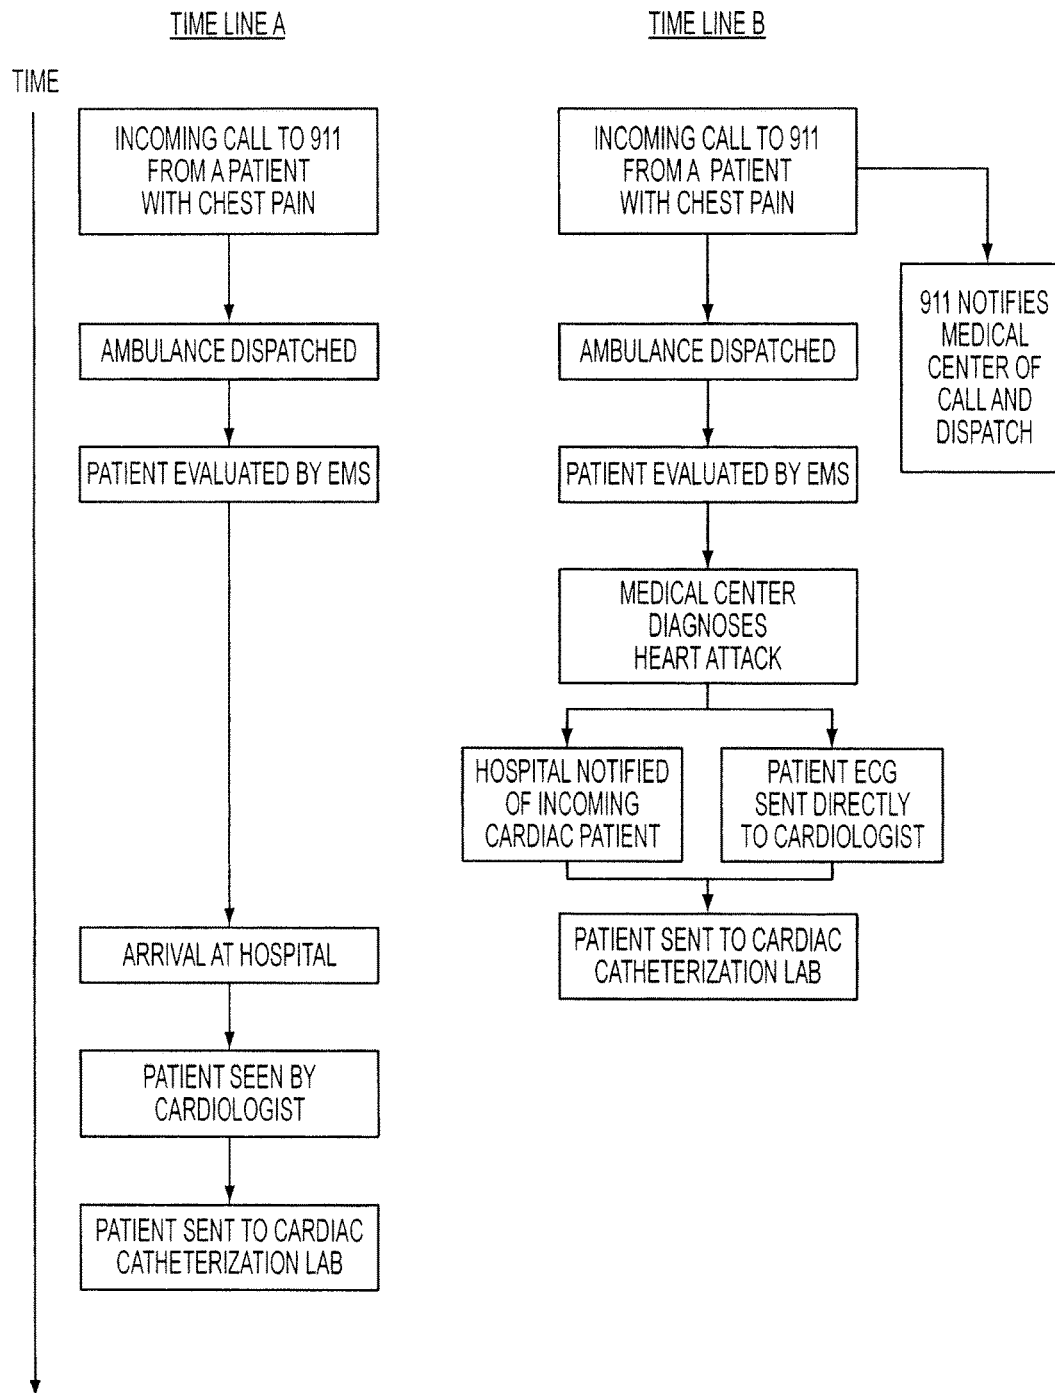 TIME LINE A
TIME
INCOMING CALL TO 911
FROM A PATIENT
WITH CHEST PAIN
AMBULANCE DISPATCHED
PATIENT EVALUATED BY EMS
ARRIVAL AT HOSPITAL
PATIENT SEEN BY
CARDIOLOGIST
PATIENT SENT TO CARDIAC
CATHETERIZATION LAB
TIME LINE B
INCOMING CALL TO 911
FROM A PATIENT
WITH CHEST PAIN
911 NOTIFIES
MEDICAL
CENTER OF
CALL AND
DISPATCH
AMBULANCE DISPATCHED
PATIENT EVALUATED BY EMS
MEDICAL CENTER
DIAGNOSES
HEART ATTACK
HOSPITAL NOTIFIED
OF INCOMING
CARDIAC PATIENT
PATIENT ECG
SENT DIRECTLY
TO CARDIOLOGIST
PATIENT SENT TO CARDIAC
CATHETERIZATION LAB